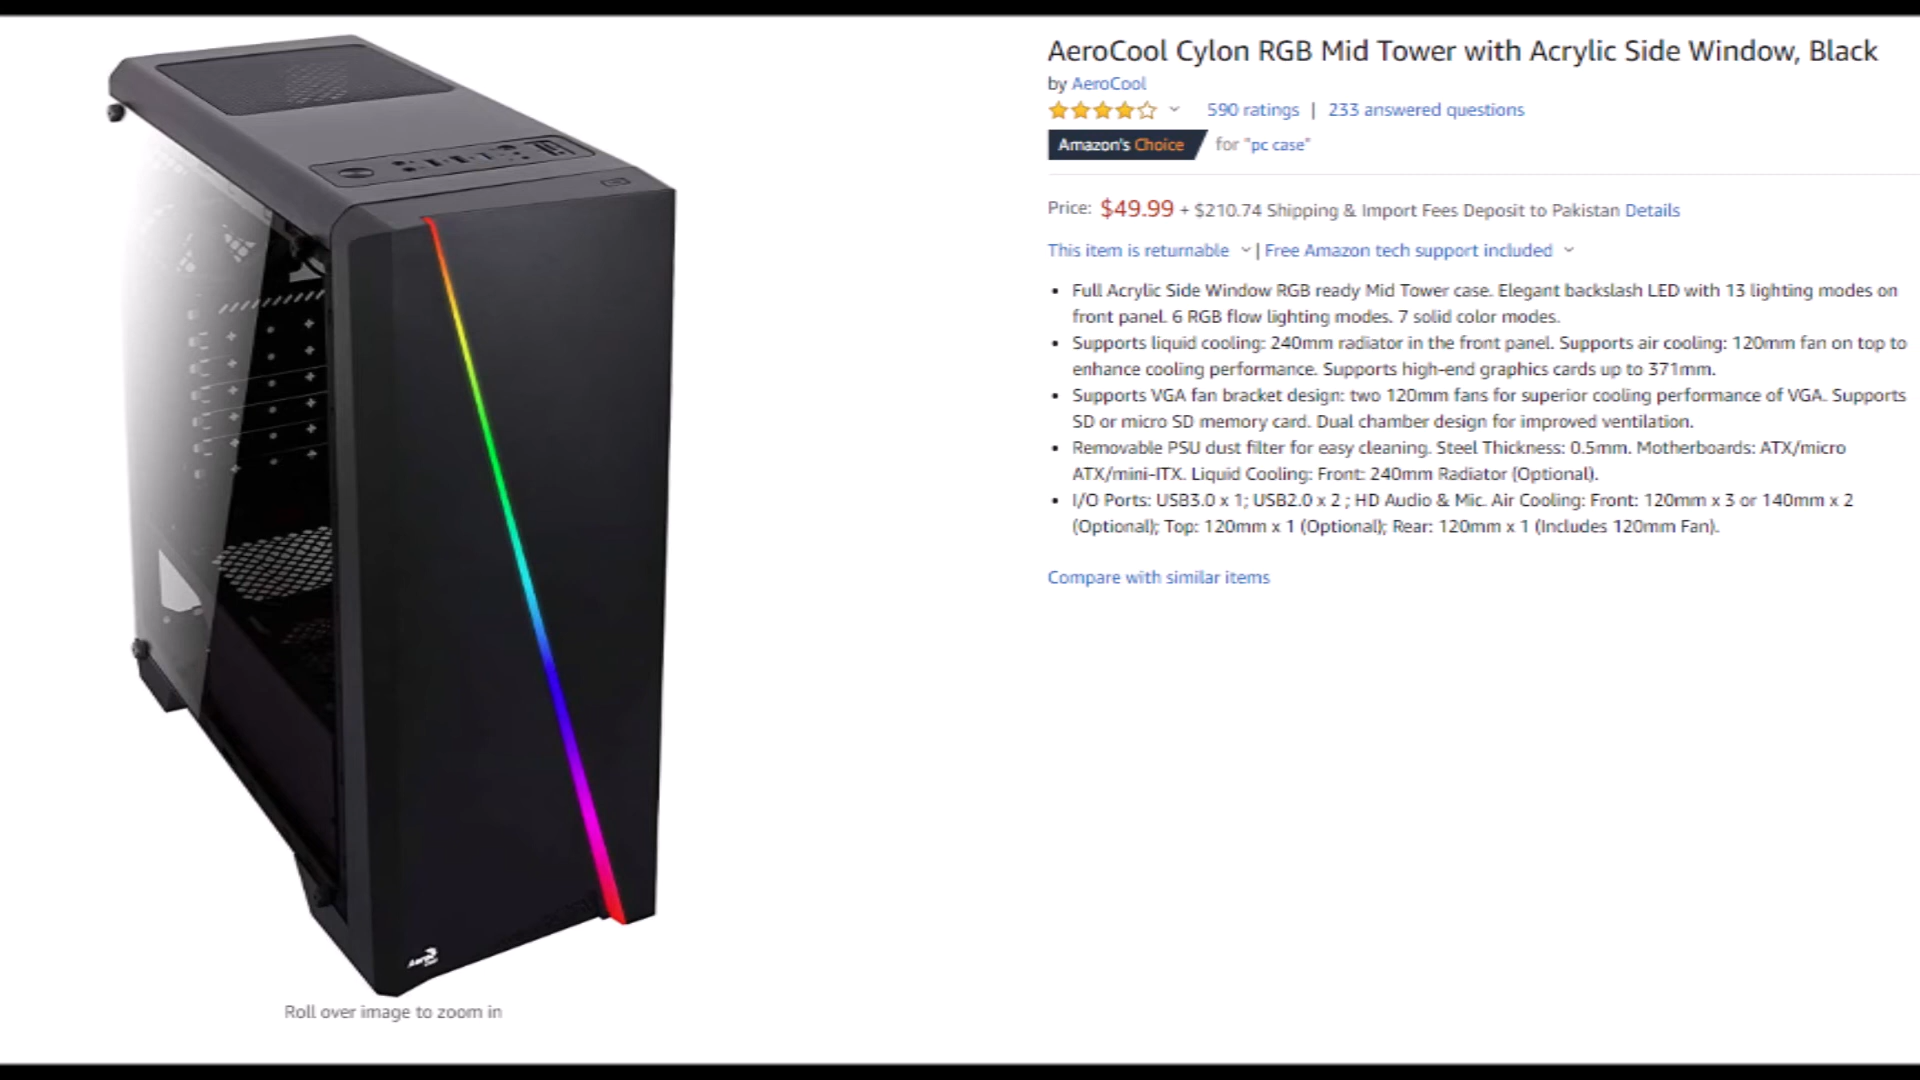 AeroCool Cylon RGB Mid Tower with Acrylic Side Window, Black
by AeroCool
590 ratings | 233 answered questions
Amazon's Choice for "pc case"
Price: $49.99 + $210.74 Shipping & Import Fees Deposit to Pakistan Details
This item is returnable | Free Amazon tech support included
• Full Acrylic Side Window RGB ready Mid Tower case. Elegant backslash LED with 13 lighting modes on
front panel. 6 RGB flow lighting modes. 7 solid color modes.
• Supports liquid cooling: 240mm radiator in the front panel. Supports air cooling: 120mm fan on top to
enhance cooling performance. Supports high-end graphics cards up to 371mm.
• Supports VGA fan bracket design: two 120mm fans for superior cooling performance of VGA. Supports
SD or micro SD memory card. Dual chamber design for improved ventilation.
• Removable PSU dust filter for easy cleaning. Steel Thickness: 0.5mm. Motherboards: ATX/micro
ATX/mini-ITX. Liquid Cooling: Front: 240mm Radiator (Optional).
• I/O Ports: USB3.0 x 1; USB2.0 x 2 ; HD Audio & Mic. Air Cooling: Front: 120mm x 3 or 140mm x 2
(Optional); Top: 120mm x 1 (Optional); Rear: 120mm x 1 (Includes 120mm Fan).
Compare with similar items
Roll over image to zoom in